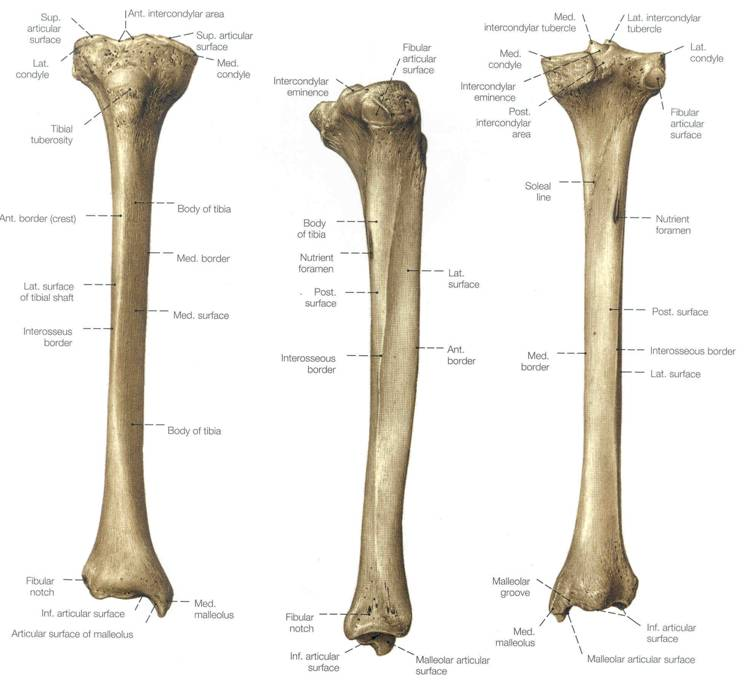 Sup.
articular
surface
Ant. intercondylar area
Sup. articular
surface
Lat.
condyle
Med.
condyle
Tibial
tuberosity
Body of tibia
Ant. border (crest)
Med. border
Lat. surface
of tibial shaft
Med. surface
Interosseus
border
Body of tibia
Fibular
notch
Med.
malleolus
Inf. articular surface
Articular surface of malleolus
Fibular
articular
surface
Intercondylar
eminence
Body
of tibia
Nutrient
foramen
Lat.
surface
Post.
surface
Interosseous
border
Ant.
border
Fibular
notch
Inf. articular
surface
Malleolar articular
surface
Med.
intercondylar tubercle
Lat. intercondylar
tubercle
Med.
condyle
Lat.
condyle
Intercondylar
eminence
Post.
intercondylar
area
Fibular
articular
surface
Soleal
line
Nutrient
foramen
Post. surface
Med.
border
Interosseous border
Lat. surface
Malleolar
groove
Med.
malleolus
Inf. articular
surface
Malleolar articular surface